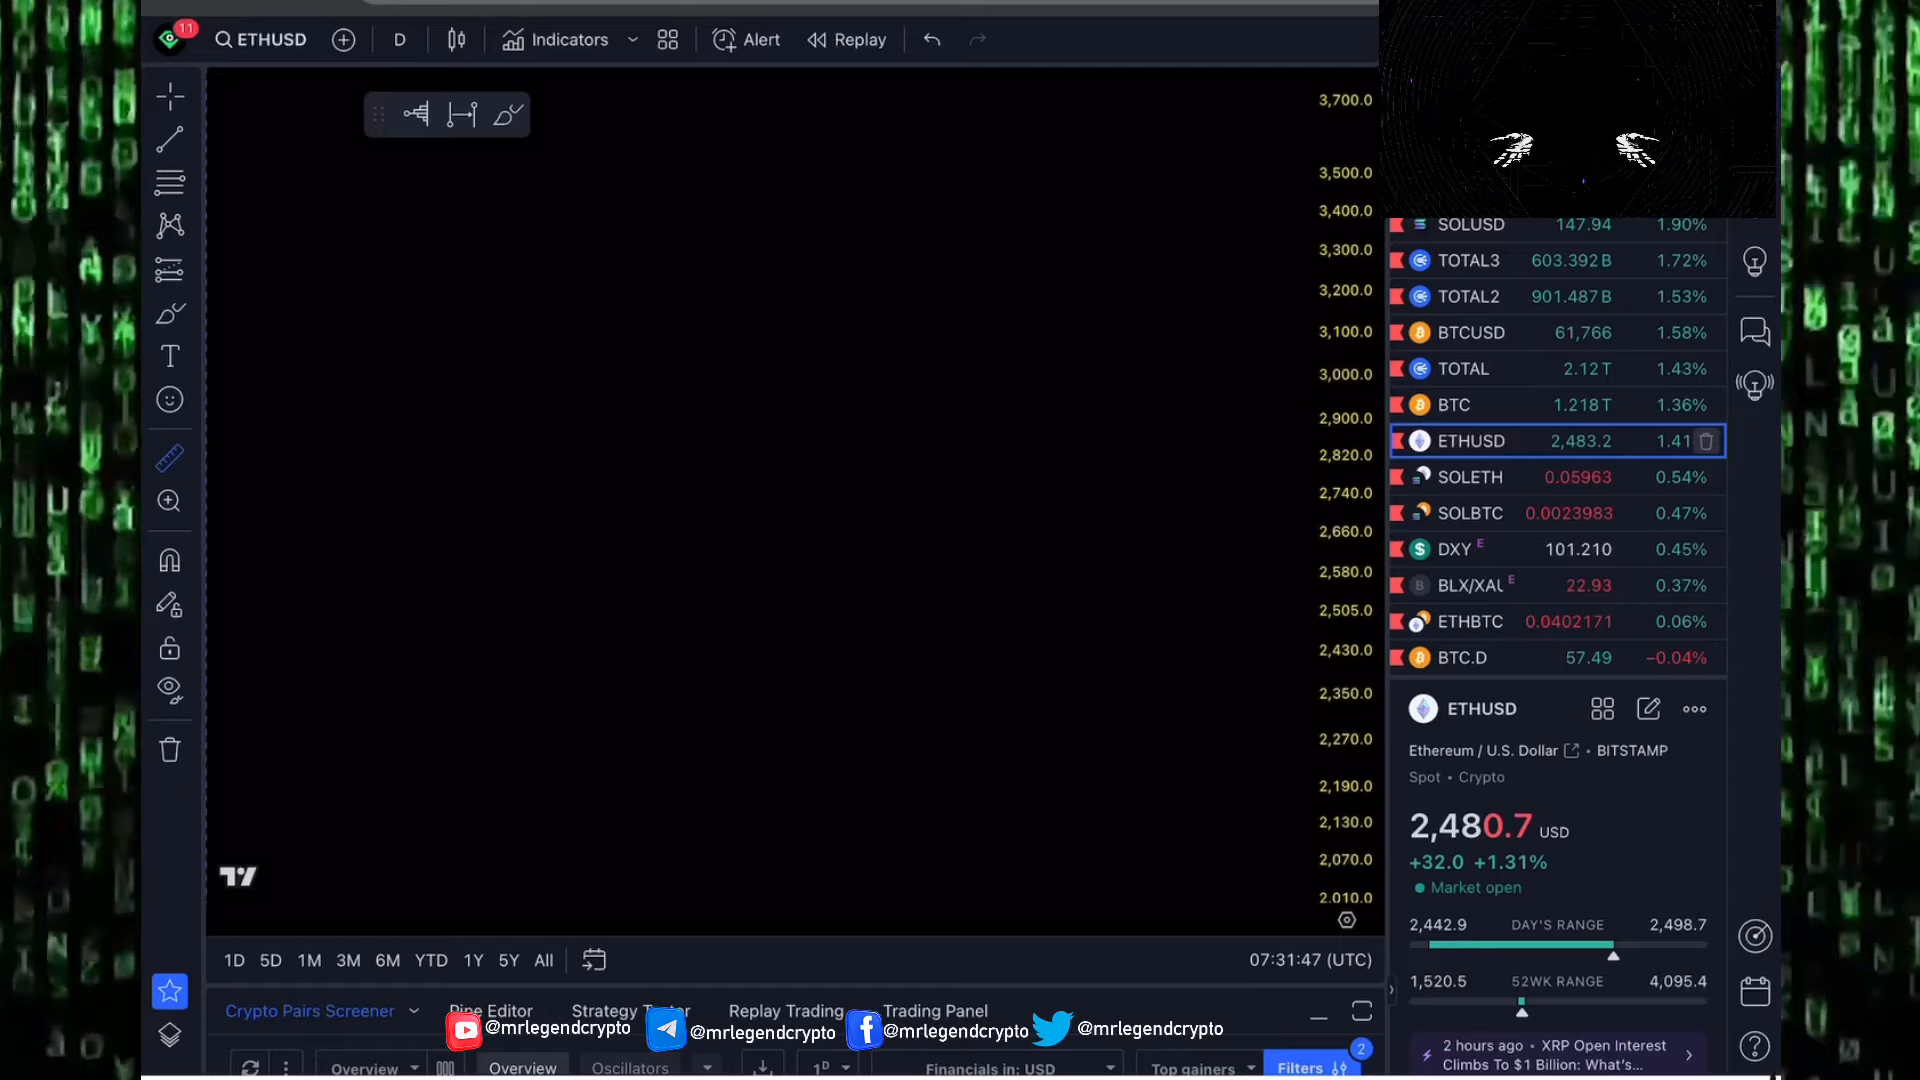 11
ETHUSD
D
Indicators
Alert
Replay
3,700.0
3,500.0
3,400.0
3,300.0
3,200.0
3,100.0
3,000.0
2,900.0
2,820.0
2,740.0
2,660.0
2,580.0
2,505.0
2,430.0
2,350.0
2,270.0
2,190.0
2,130.0
2,070.0
2,010.0
SOLUSD 147.94 1.90%
TOTAL3 603.392 B 1.72%
TOTAL2 901.487 B 1.53%
BTCUSD 61,766 1.58%
TOTAL 2.12 T 1.43%
BTC 1.218 T 1.36%
ETHUSD 2,483.2 1.41
SOLETH 0.05963 0.54%
SOLBTC 0.0023983 0.47%
DXY E 101.210 0.45%
BLX/XAU E 22.93 0.37%
ETHBTC 0.0402171 0.06%
BTC.D 57.49 −0.04%
ETHUSD
Ethereum / U.S. Dollar • BITSTAMP
Spot • Crypto
2,480.7 USD
+32.0 +1.31%
Market open
2,442.9 DAY'S RANGE 2,498.7
1,520.5 52WK RANGE 4,095.4
2 hours ago • XRP Open Interest
Climbs To $1 Billion: What's...
1D 5D 1M 3M 6M YTD 1Y 5Y All
07:31:47 (UTC)
Crypto Pairs Screener Pine Editor Strategy Tester Replay Trading Trading Panel
@mrlegendcrypto @mrlegendcrypto @mrlegendcrypto @mrlegendcrypto
Overview Overview Oscillators 1D Financials in: USD Top gainers Filters 2